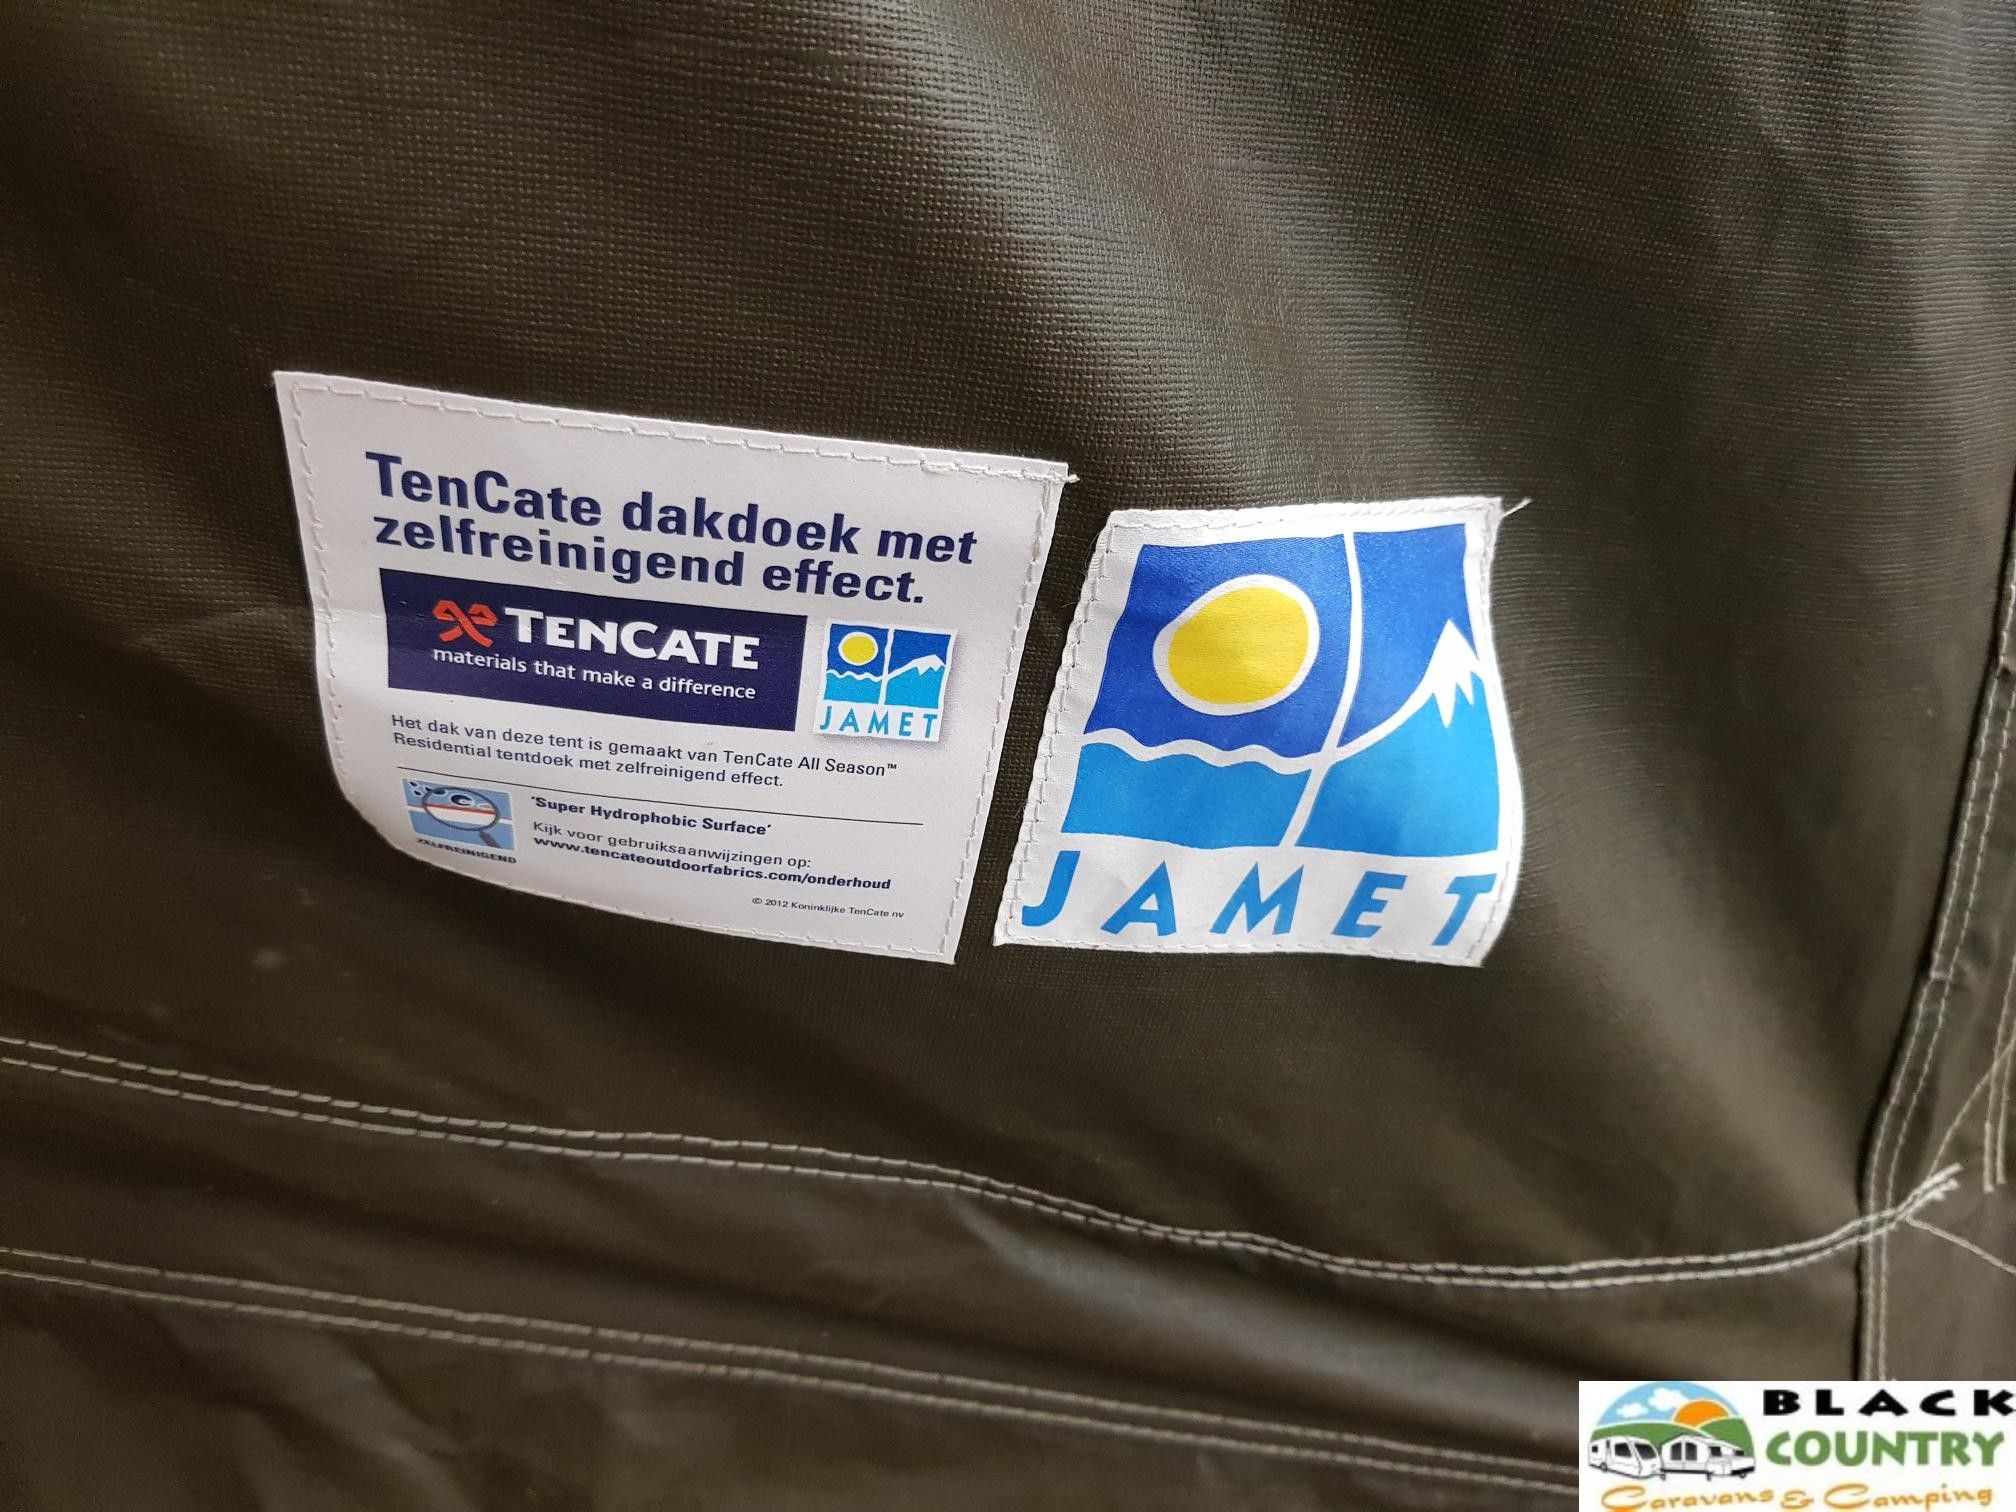 TenCate dakdoek met
zelfreinigend effect.
TENCATE
materials that make a difference
JAMET
Het dak van deze tent is gemaakt van TenCate All Season™
Residential tentdoek met zelfreinigend effect.
ZELFREINIGEND
'Super Hydrophobic Surface'
Kijk voor gebruiksaanwijzingen op:
www.tencateoutdoorfabrics.com/onderhoud
© 2012 Koninklijke TenCate nv
JAMET
BLACK
COUNTRY
Caravans & Camping